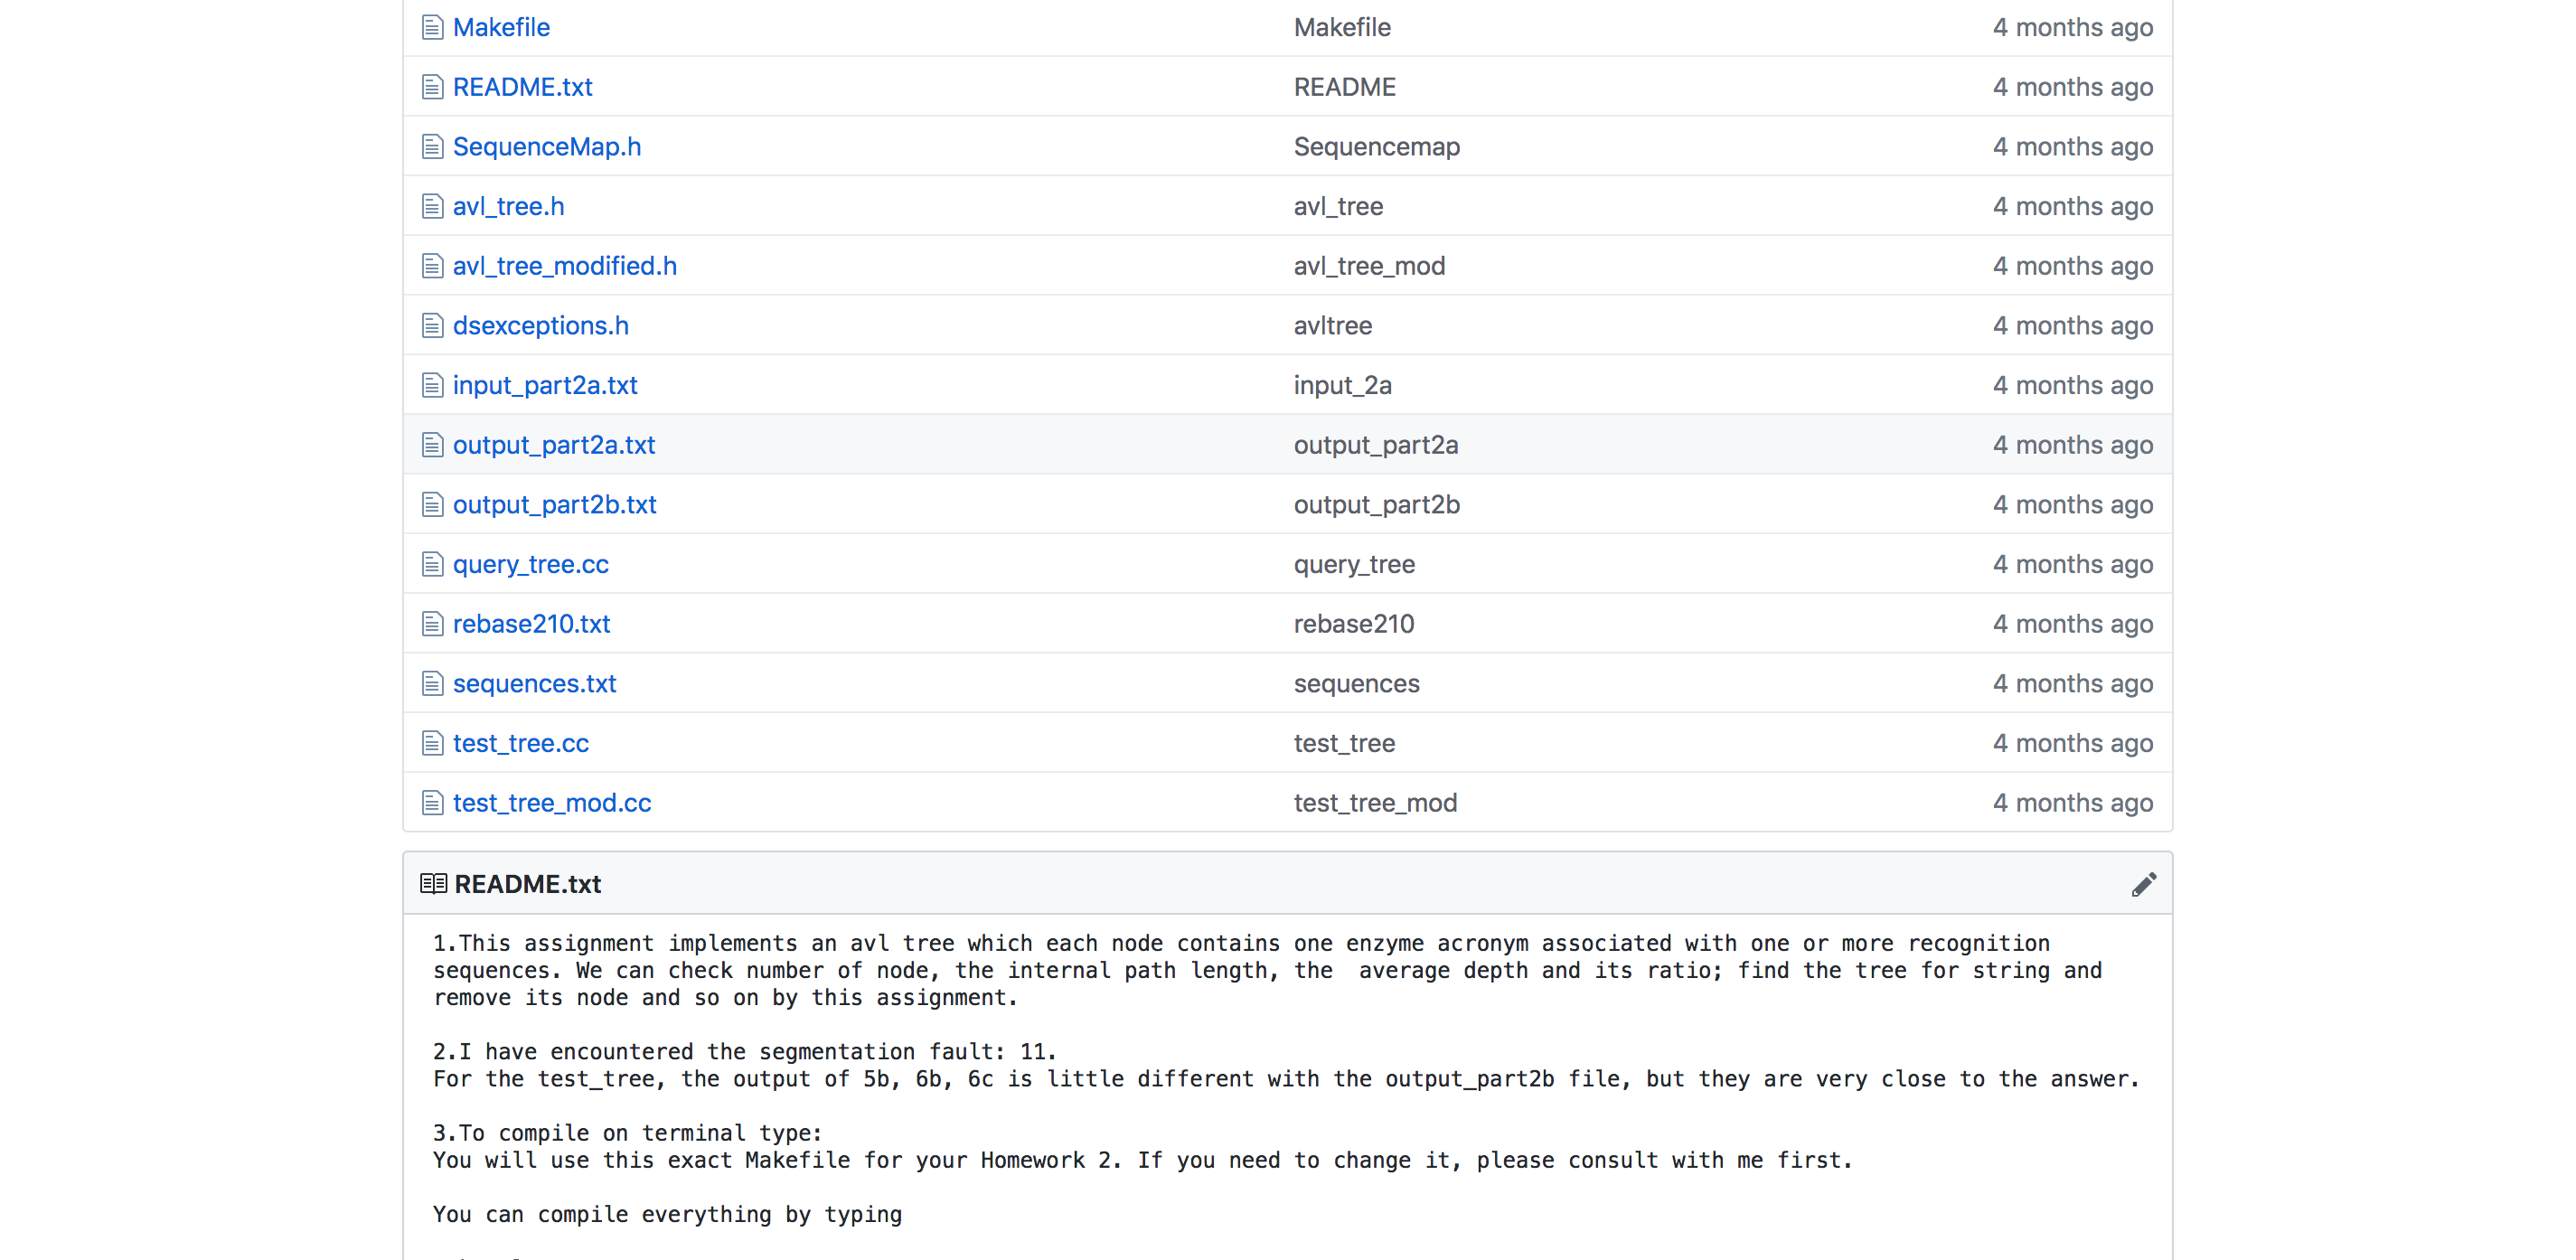 Makefile Makefile 4 months ago
README.txt README 4 months ago
SequenceMap.h Sequencemap 4 months ago
avl_tree.h avl_tree 4 months ago
avl_tree_modified.h avl_tree_mod 4 months ago
dsexceptions.h avltree 4 months ago
input_part2a.txt input_2a 4 months ago
output_part2a.txt output_part2a 4 months ago
output_part2b.txt output_part2b 4 months ago
query_tree.cc query_tree 4 months ago
rebase210.txt rebase210 4 months ago
sequences.txt sequences 4 months ago
test_tree.cc test_tree 4 months ago
test_tree_mod.cc test_tree_mod 4 months ago
README.txt
1.This assignment implements an avl tree which each node contains one enzyme acronym associated with one or more recognition
sequences. We can check number of node, the internal path length, the  average depth and its ratio; find the tree for string and
remove its node and so on by this assignment.
2.I have encountered the segmentation fault: 11.
For the test_tree, the output of 5b, 6b, 6c is little different with the output_part2b file, but they are very close to the answer.
3.To compile on terminal type:
You will use this exact Makefile for your Homework 2. If you need to change it, please consult with me first.
You can compile everything by typing